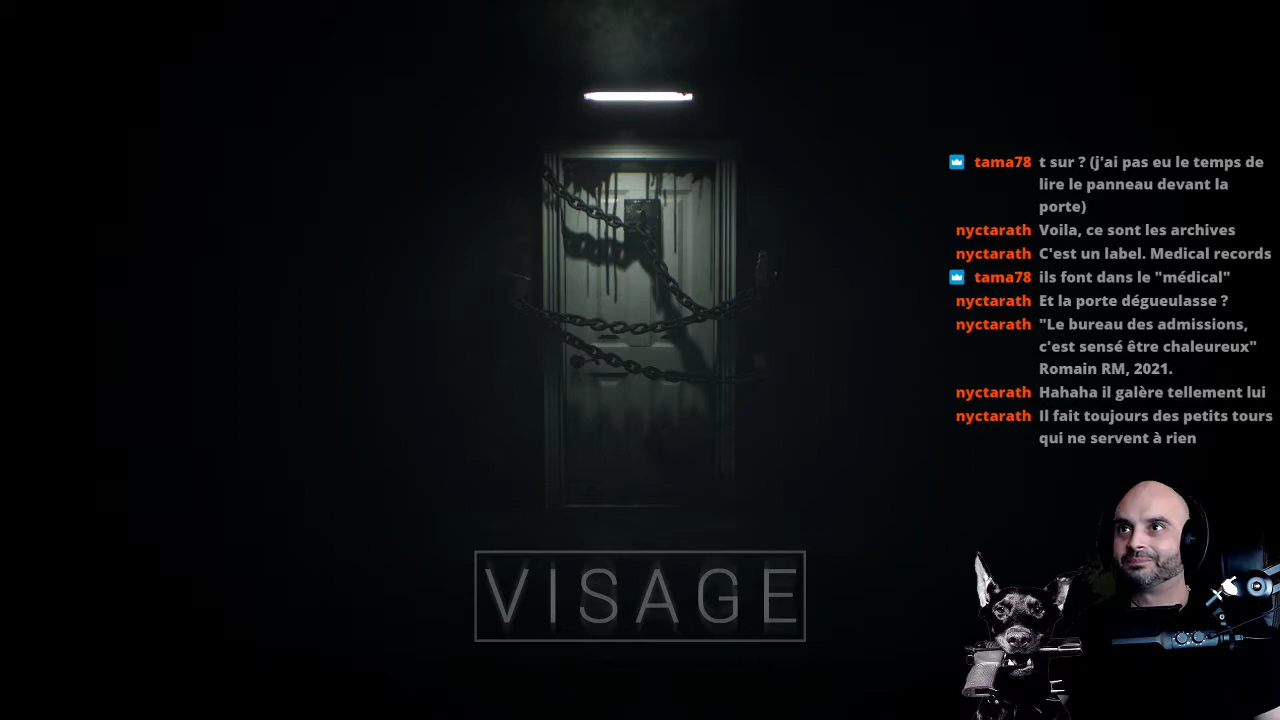 tama78 t sur ? (j'ai pas eu le temps de
lire le panneau devant la
porte)
nyctarath Voila, ce sont les archives
nyctarath C'est un label. Medical records
tama78 ils font dans le "médical"
nyctarath Et la porte dégueulasse ?
nyctarath "Le bureau des admissions,
c'est sensé être chaleureux"
Romain RM, 2021.
nyctarath Hahaha il galère tellement lui
nyctarath Il fait toujours des petits tours
qui ne servent à rien
VISAGE